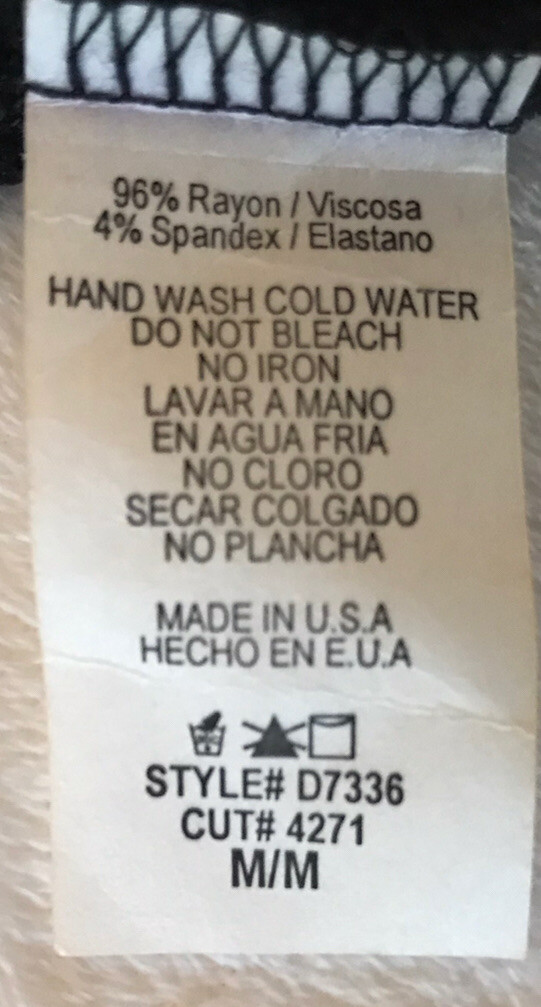 96% Rayon / Viscosa
4% Spandex / Elastano
HAND WASH COLD WATER
DO NOT BLEACH
NO IRON
LAVAR A MANO
EN AGUA FRIA
NO CLORO
SECAR COLGADO
NO PLANCHA
MADE IN U.S.A
HECHO EN E.U.A
STYLE# D7336
CUT# 4271
M/M